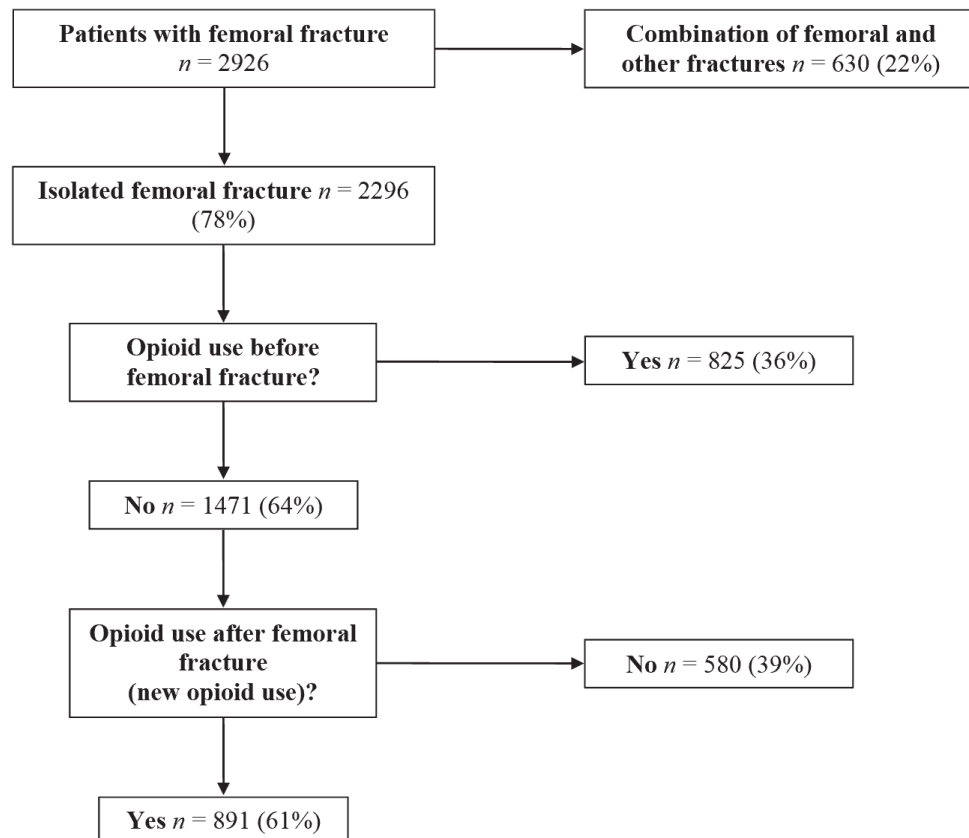 Patients with femoral fracture
n = 2926
Combination of femoral and
other fractures n = 630 (22%)
Isolated femoral fracture n = 2296
(78%)
Opioid use before
femoral fracture?
Yes n = 825 (36%)
No n = 1471 (64%)
Opioid use after femoral
fracture
(new opioid use)?
No n = 580 (39%)
Yes n = 891 (61%)